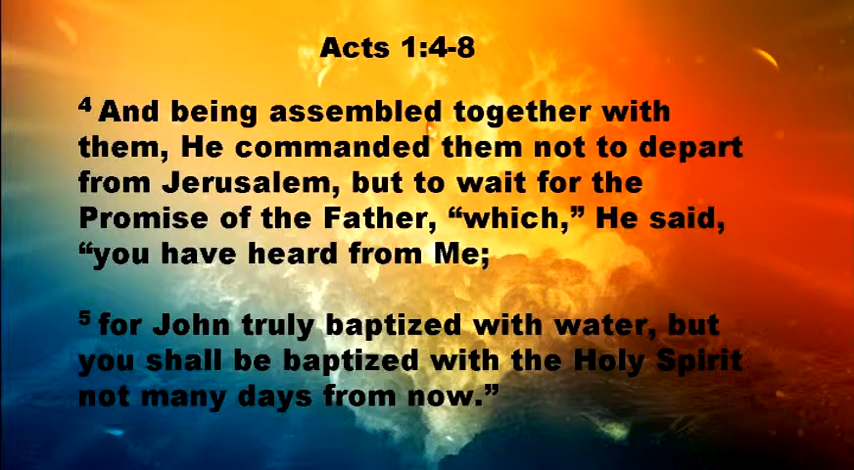 Acts 1:4-8
4 And being assembled together with
them, He commanded them not to depart
from Jerusalem, but to wait for the
Promise of the Father, “which,” He said,
“you have heard from Me;
5 for John truly baptized with water, but
you shall be baptized with the Holy Spirit
not many days from now.”